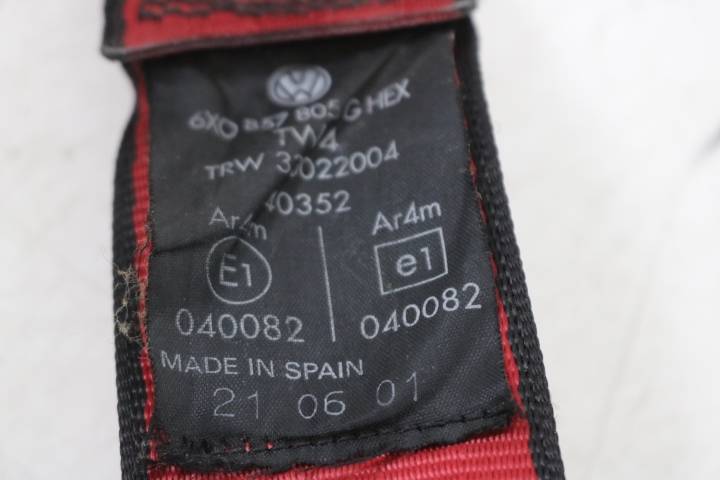 6X0 857 805 G HEX
TW4
TRW 32022004
40352
Ar4m Ar4m
E1 e1
040082 040082
MADE IN SPAIN
21 06 01